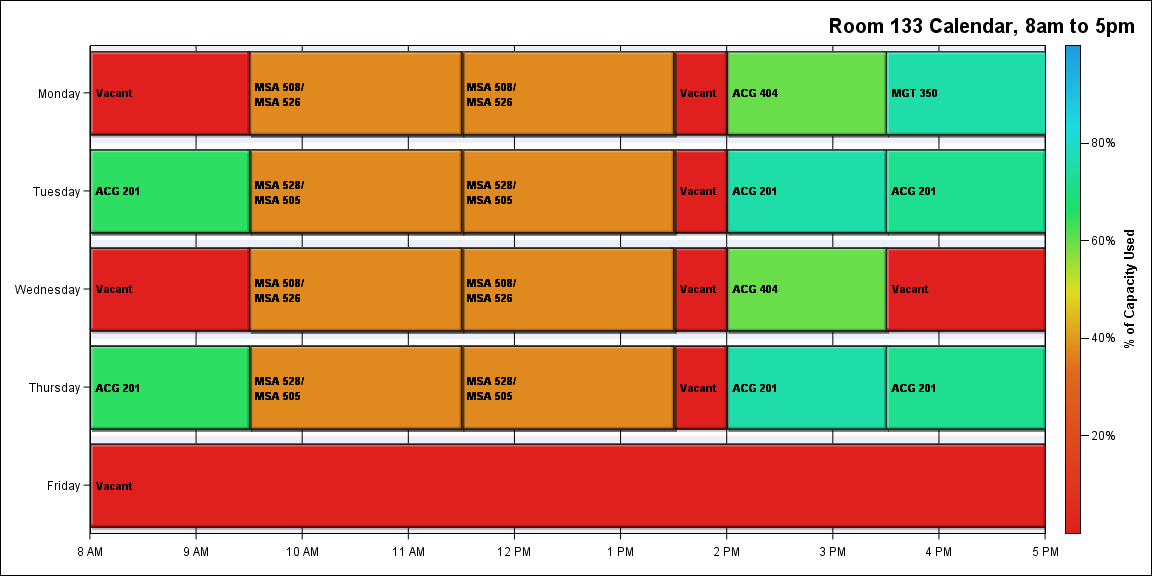 Room 133 Calendar, 8am to 5pm
Monday
Vacant
MSA 508/
MSA 526
MSA 508/
MSA 526
Vacant
ACG 404
MGT 350
Tuesday
ACG 201
MSA 528/
MSA 505
MSA 528/
MSA 505
Vacant
ACG 201
ACG 201
Wednesday
Vacant
MSA 508/
MSA 526
MSA 508/
MSA 526
Vacant
ACG 404
Vacant
Thursday
ACG 201
MSA 528/
MSA 505
MSA 528/
MSA 505
Vacant
ACG 201
ACG 201
Friday
Vacant
8 AM
9 AM
10 AM
11 AM
12 PM
1 PM
2 PM
3 PM
4 PM
5 PM
80%
60%
40%
20%
% of Capacity Used